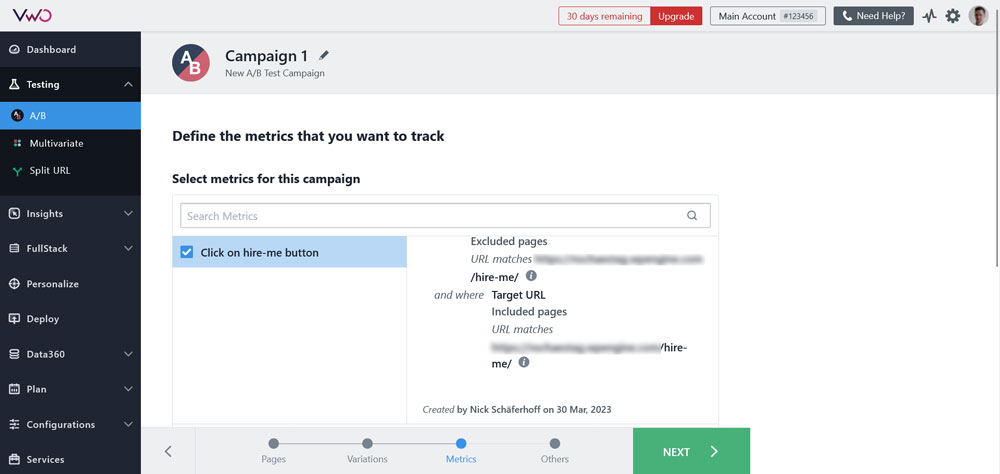 VWO
30 days remaining Upgrade
Main Account #123456
Need Help?
Dashboard
Testing
A/B
Multivariate
Split URL
Insights
FullStack
Personalize
Deploy
Data360
Plan
Configurations
Services
A
B
Campaign 1
New A/B Test Campaign
Define the metrics that you want to track
Select metrics for this campaign
Search Metrics
Click on hire-me button
Excluded pages
URL matches
/hire-me/
and where Target URL
Included pages
URL matches
/hire-
me/
Created by Nick Schäferhoff on 30 Mar, 2023
Pages
Variations
Metrics
Others
NEXT